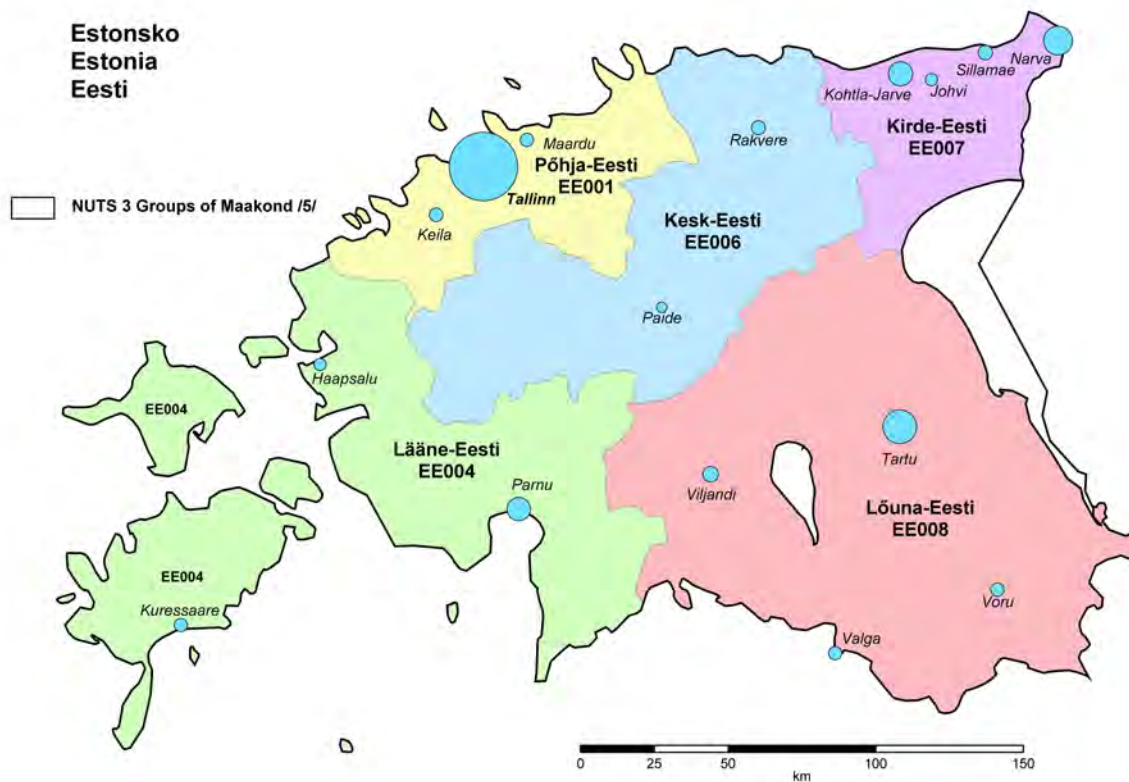 Estonsko
Estonia
Eesti
NUTS 3 Groups of Maakond /5/
Narva
Sillamae
Kohtla-Jarve
Johvi
Kirde-Eesti
EE007
Rakvere
Maardu
Põhja-Eesti
EE001
Tallinn
Keila
Kesk-Eesti
EE006
Paide
Haapsalu
EE004
Lääne-Eesti
EE004
Parnu
Viljandi
Tartu
Lõuna-Eesti
EE008
EE004
Kuressaare
Voru
Valga
0 25 50 100 150
km